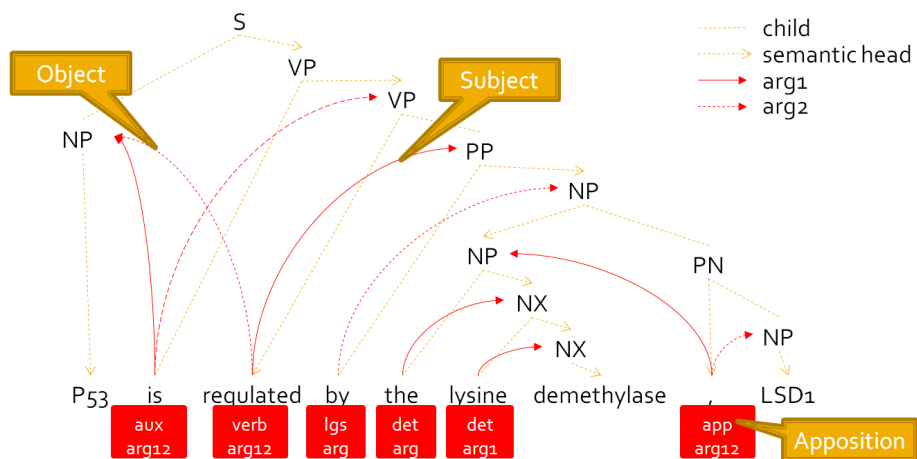 S
child
semantic head
arg1
arg2
Object
VP
Subject
VP
NP
PP
NP
NP
PN
NX
NX
NP
P53 is regulated by the lysine demethylase , LSD1
aux verb lgs det det app
arg12 arg12 arg arg arg1 arg12
Apposition